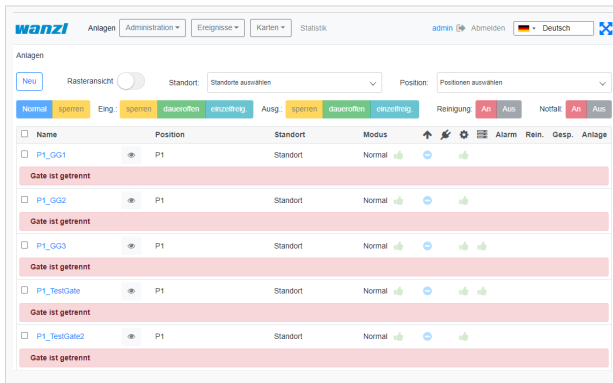 wanzl Anlagen Administration Ereignisse Karten Statistik admin Abmelden Deutsch
Anlagen
Neu Rasteransicht Standort: Standorte auswählen Position: Positionen auswählen
Normal sperren Eing.: sperren daueroffen einzelfreig. Ausg.: sperren daueroffen einzelfreig. Reinigung: An Aus Notfall: An Aus
Name Position Standort Modus Alarm Rein. Gesp. Anlage
P1_GG1 P1 Standort Normal
Gate ist getrennt
P1_GG2 P1 Standort Normal
Gate ist getrennt
P1_GG3 P1 Standort Normal
Gate ist getrennt
P1_TestGate P1 Standort Normal
Gate ist getrennt
P1_TestGate2 P1 Standort Normal
Gate ist getrennt